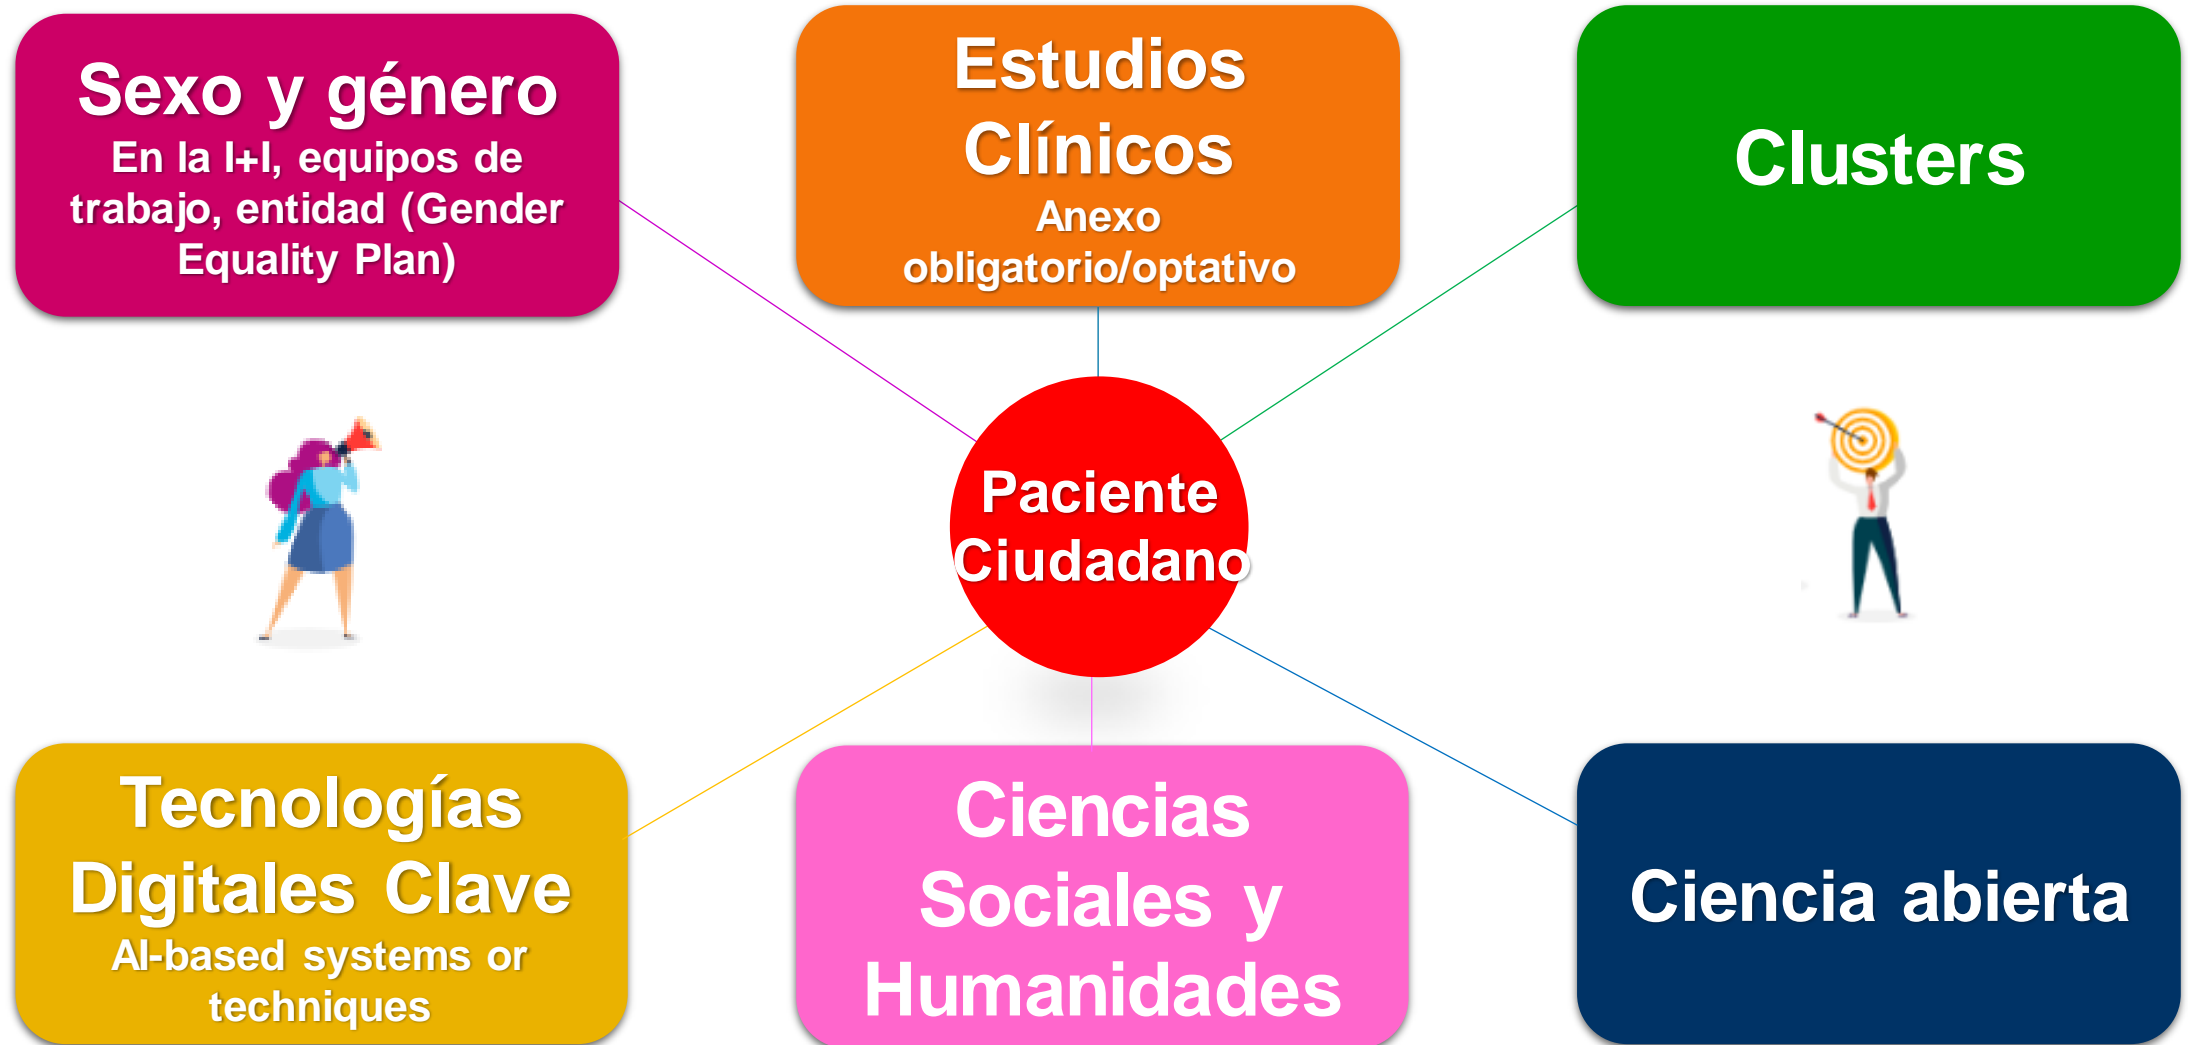 Sexo y género
En la I+I, equipos de
trabajo, entidad (Gender
Equality Plan)
Estudios
Clínicos
Anexo
obligatorio/optativo
Clusters
Paciente
Ciudadano
Tecnologías
Digitales Clave
AI-based systems or
techniques
Ciencias
Sociales y
Humanidades
Ciencia abierta